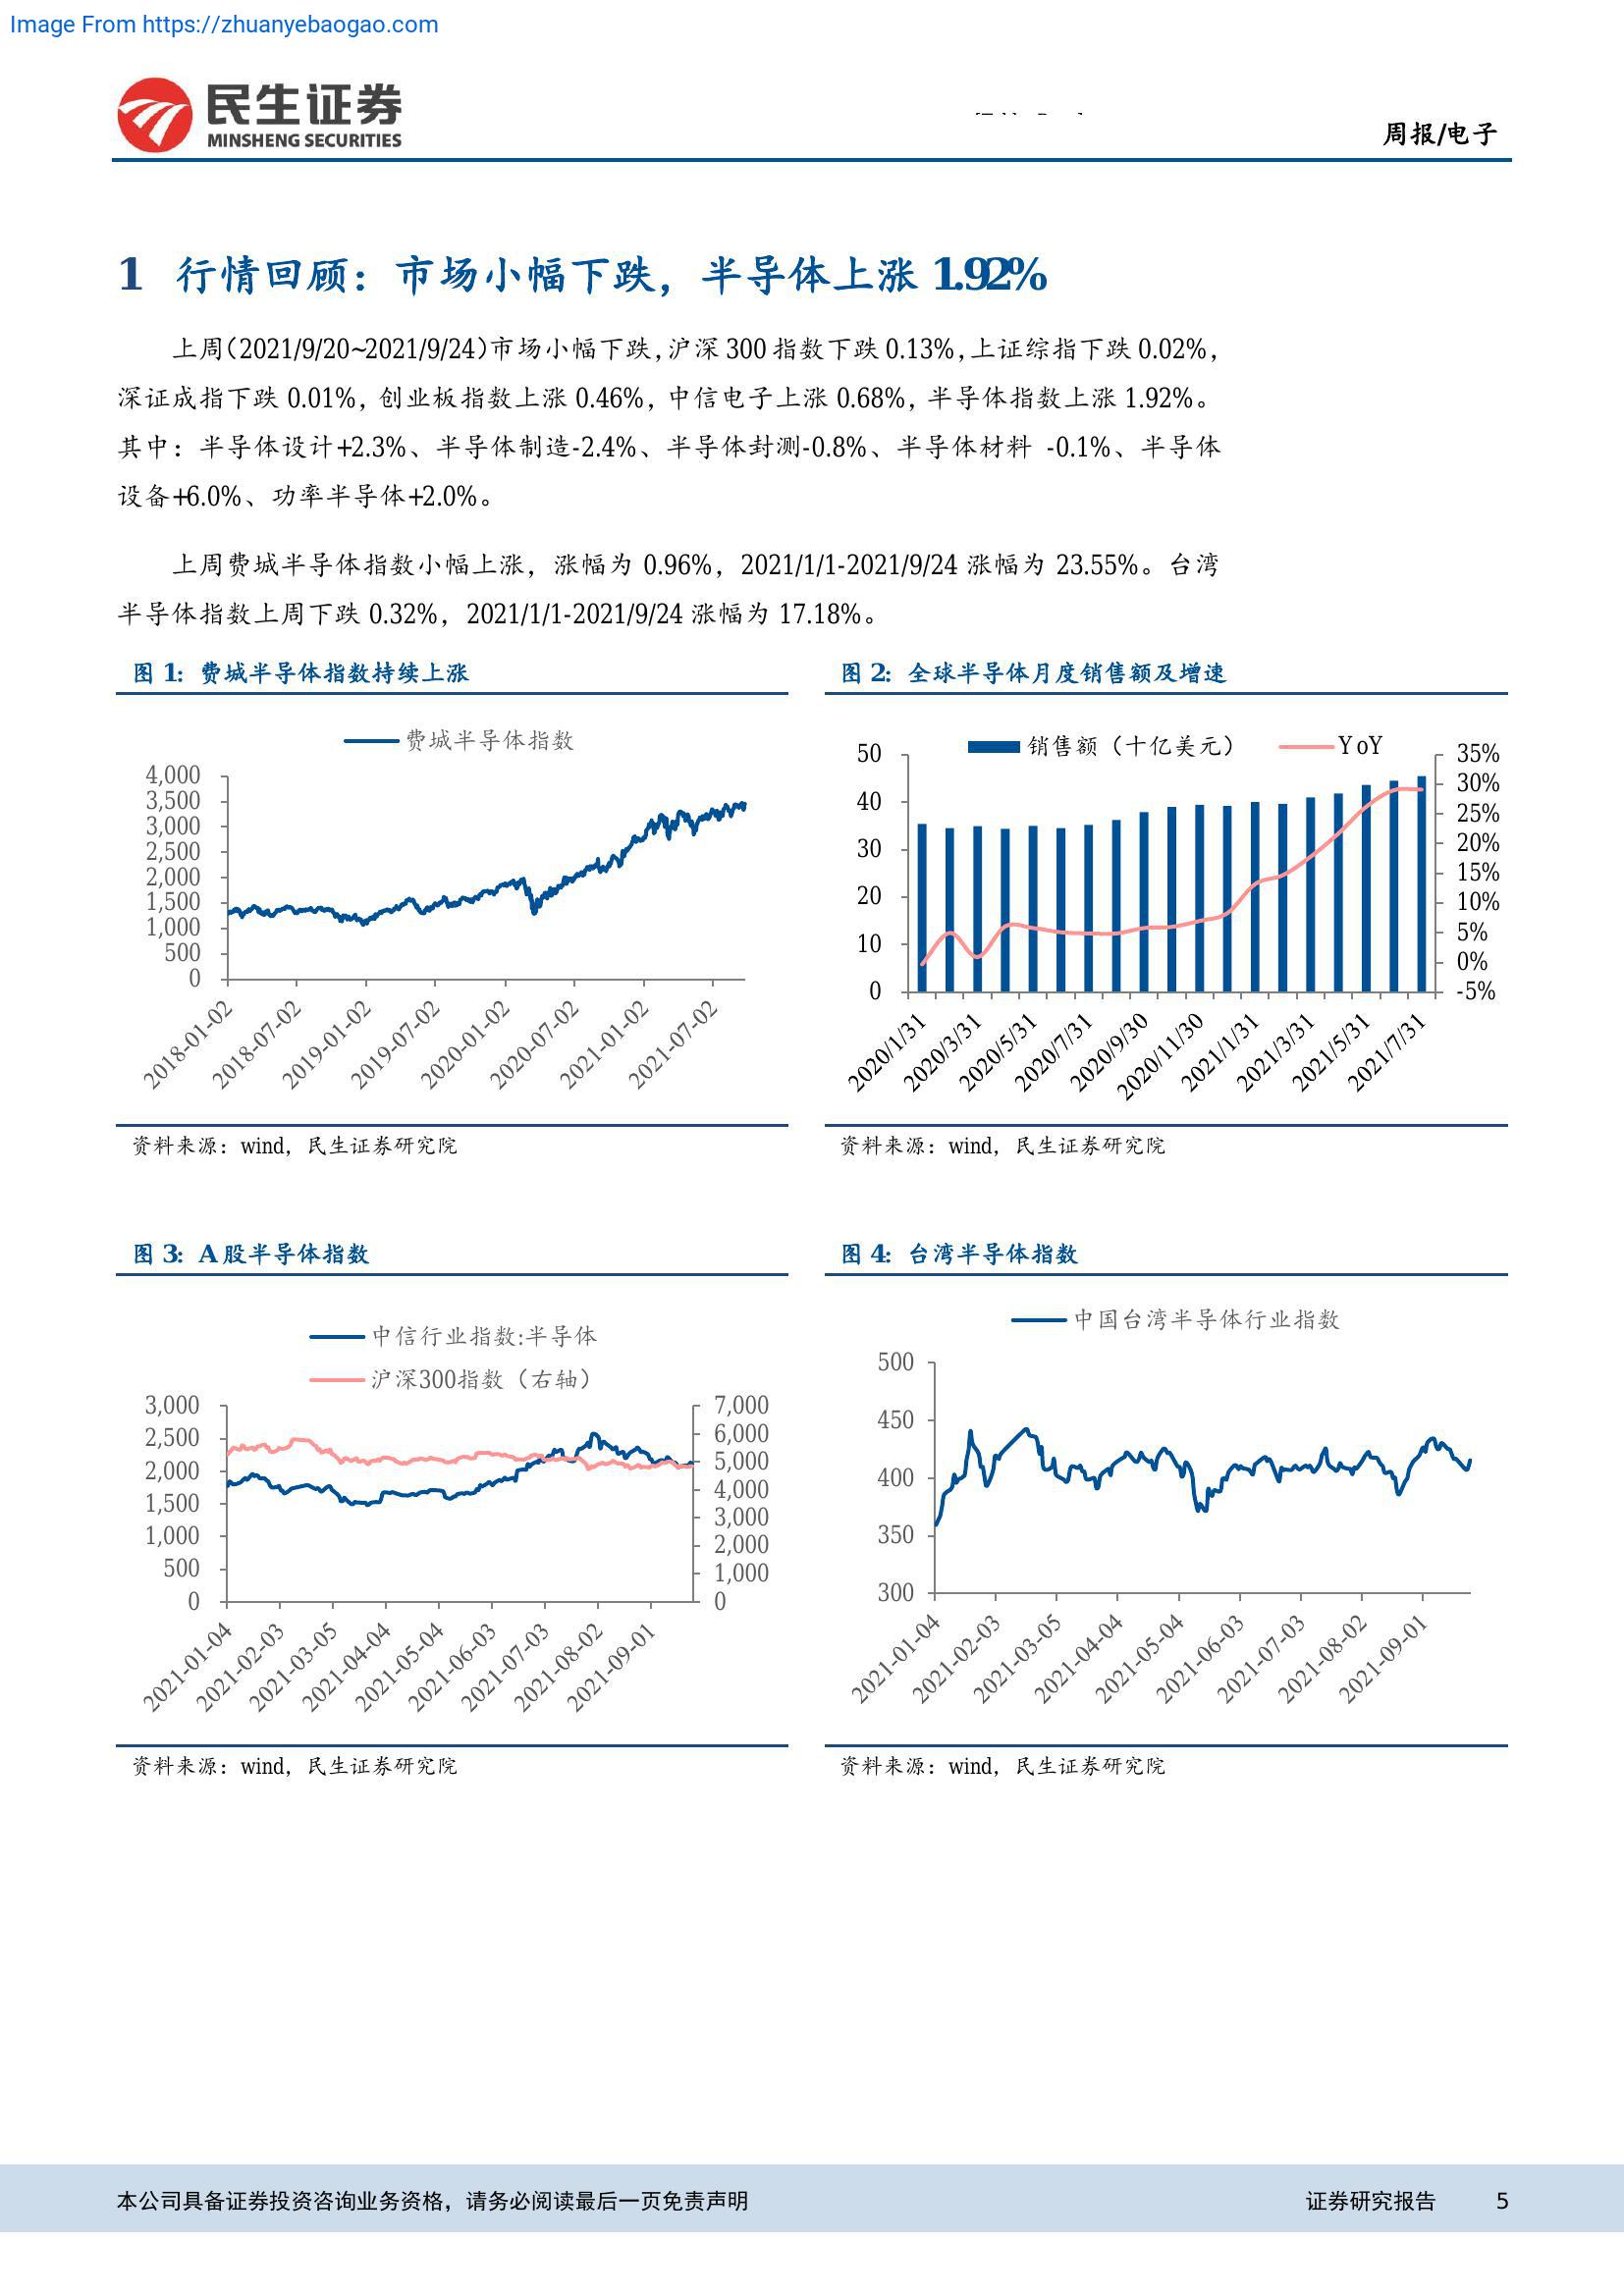 Image From https://zhuanyebaogao.com
民生证券
MINSHENG SECURITIES
周报/电子
1 行情回顾：市场小幅下跌，半导体上涨 1.92%
上周（2021/9/20~2021/9/24）市场小幅下跌，沪深 300 指数下跌 0.13%，上证综指下跌 0.02%，
深证成指下跌 0.01%，创业板指数上涨 0.46%，中信电子上涨 0.68%，半导体指数上涨 1.92%。
其中：半导体设计+2.3%、半导体制造-2.4%、半导体封测-0.8%、半导体材料 -0.1%、半导体
设备+6.0%、功率半导体+2.0%。
上周费城半导体指数小幅上涨，涨幅为 0.96%，2021/1/1-2021/9/24 涨幅为 23.55%。台湾
半导体指数上周下跌 0.32%，2021/1/1-2021/9/24 涨幅为 17.18%。
图 1：费城半导体指数持续上涨
费城半导体指数
4,000
3,500
3,000
2,500
2,000
1,500
1,000
500
0
2018-01-02
2018-07-02
2019-01-02
2019-07-02
2020-01-02
2020-07-02
2021-01-02
2021-07-02
资料来源：wind，民生证券研究院
图 2：全球半导体月度销售额及增速
销售额（十亿美元）
YoY
50
40
30
20
10
0
35%
30%
25%
20%
15%
10%
5%
0%
-5%
2020/1/31
2020/3/31
2020/5/31
2020/7/31
2020/9/30
2020/11/30
2021/1/31
2021/3/31
2021/5/31
2021/7/31
资料来源：wind，民生证券研究院
图 3：A 股半导体指数
中信行业指数:半导体
沪深300指数（右轴）
3,000
2,500
2,000
1,500
1,000
500
0
7,000
6,000
5,000
4,000
3,000
2,000
1,000
0
2021-01-04
2021-02-03
2021-03-05
2021-04-04
2021-05-04
2021-06-03
2021-07-03
2021-08-02
2021-09-01
资料来源：wind，民生证券研究院
图 4：台湾半导体指数
中国台湾半导体行业指数
500
450
400
350
300
2021-01-04
2021-02-03
2021-03-05
2021-04-04
2021-05-04
2021-06-03
2021-07-03
2021-08-02
2021-09-01
资料来源：wind，民生证券研究院
本公司具备证券投资咨询业务资格，请务必阅读最后一页免责声明
证券研究报告 5